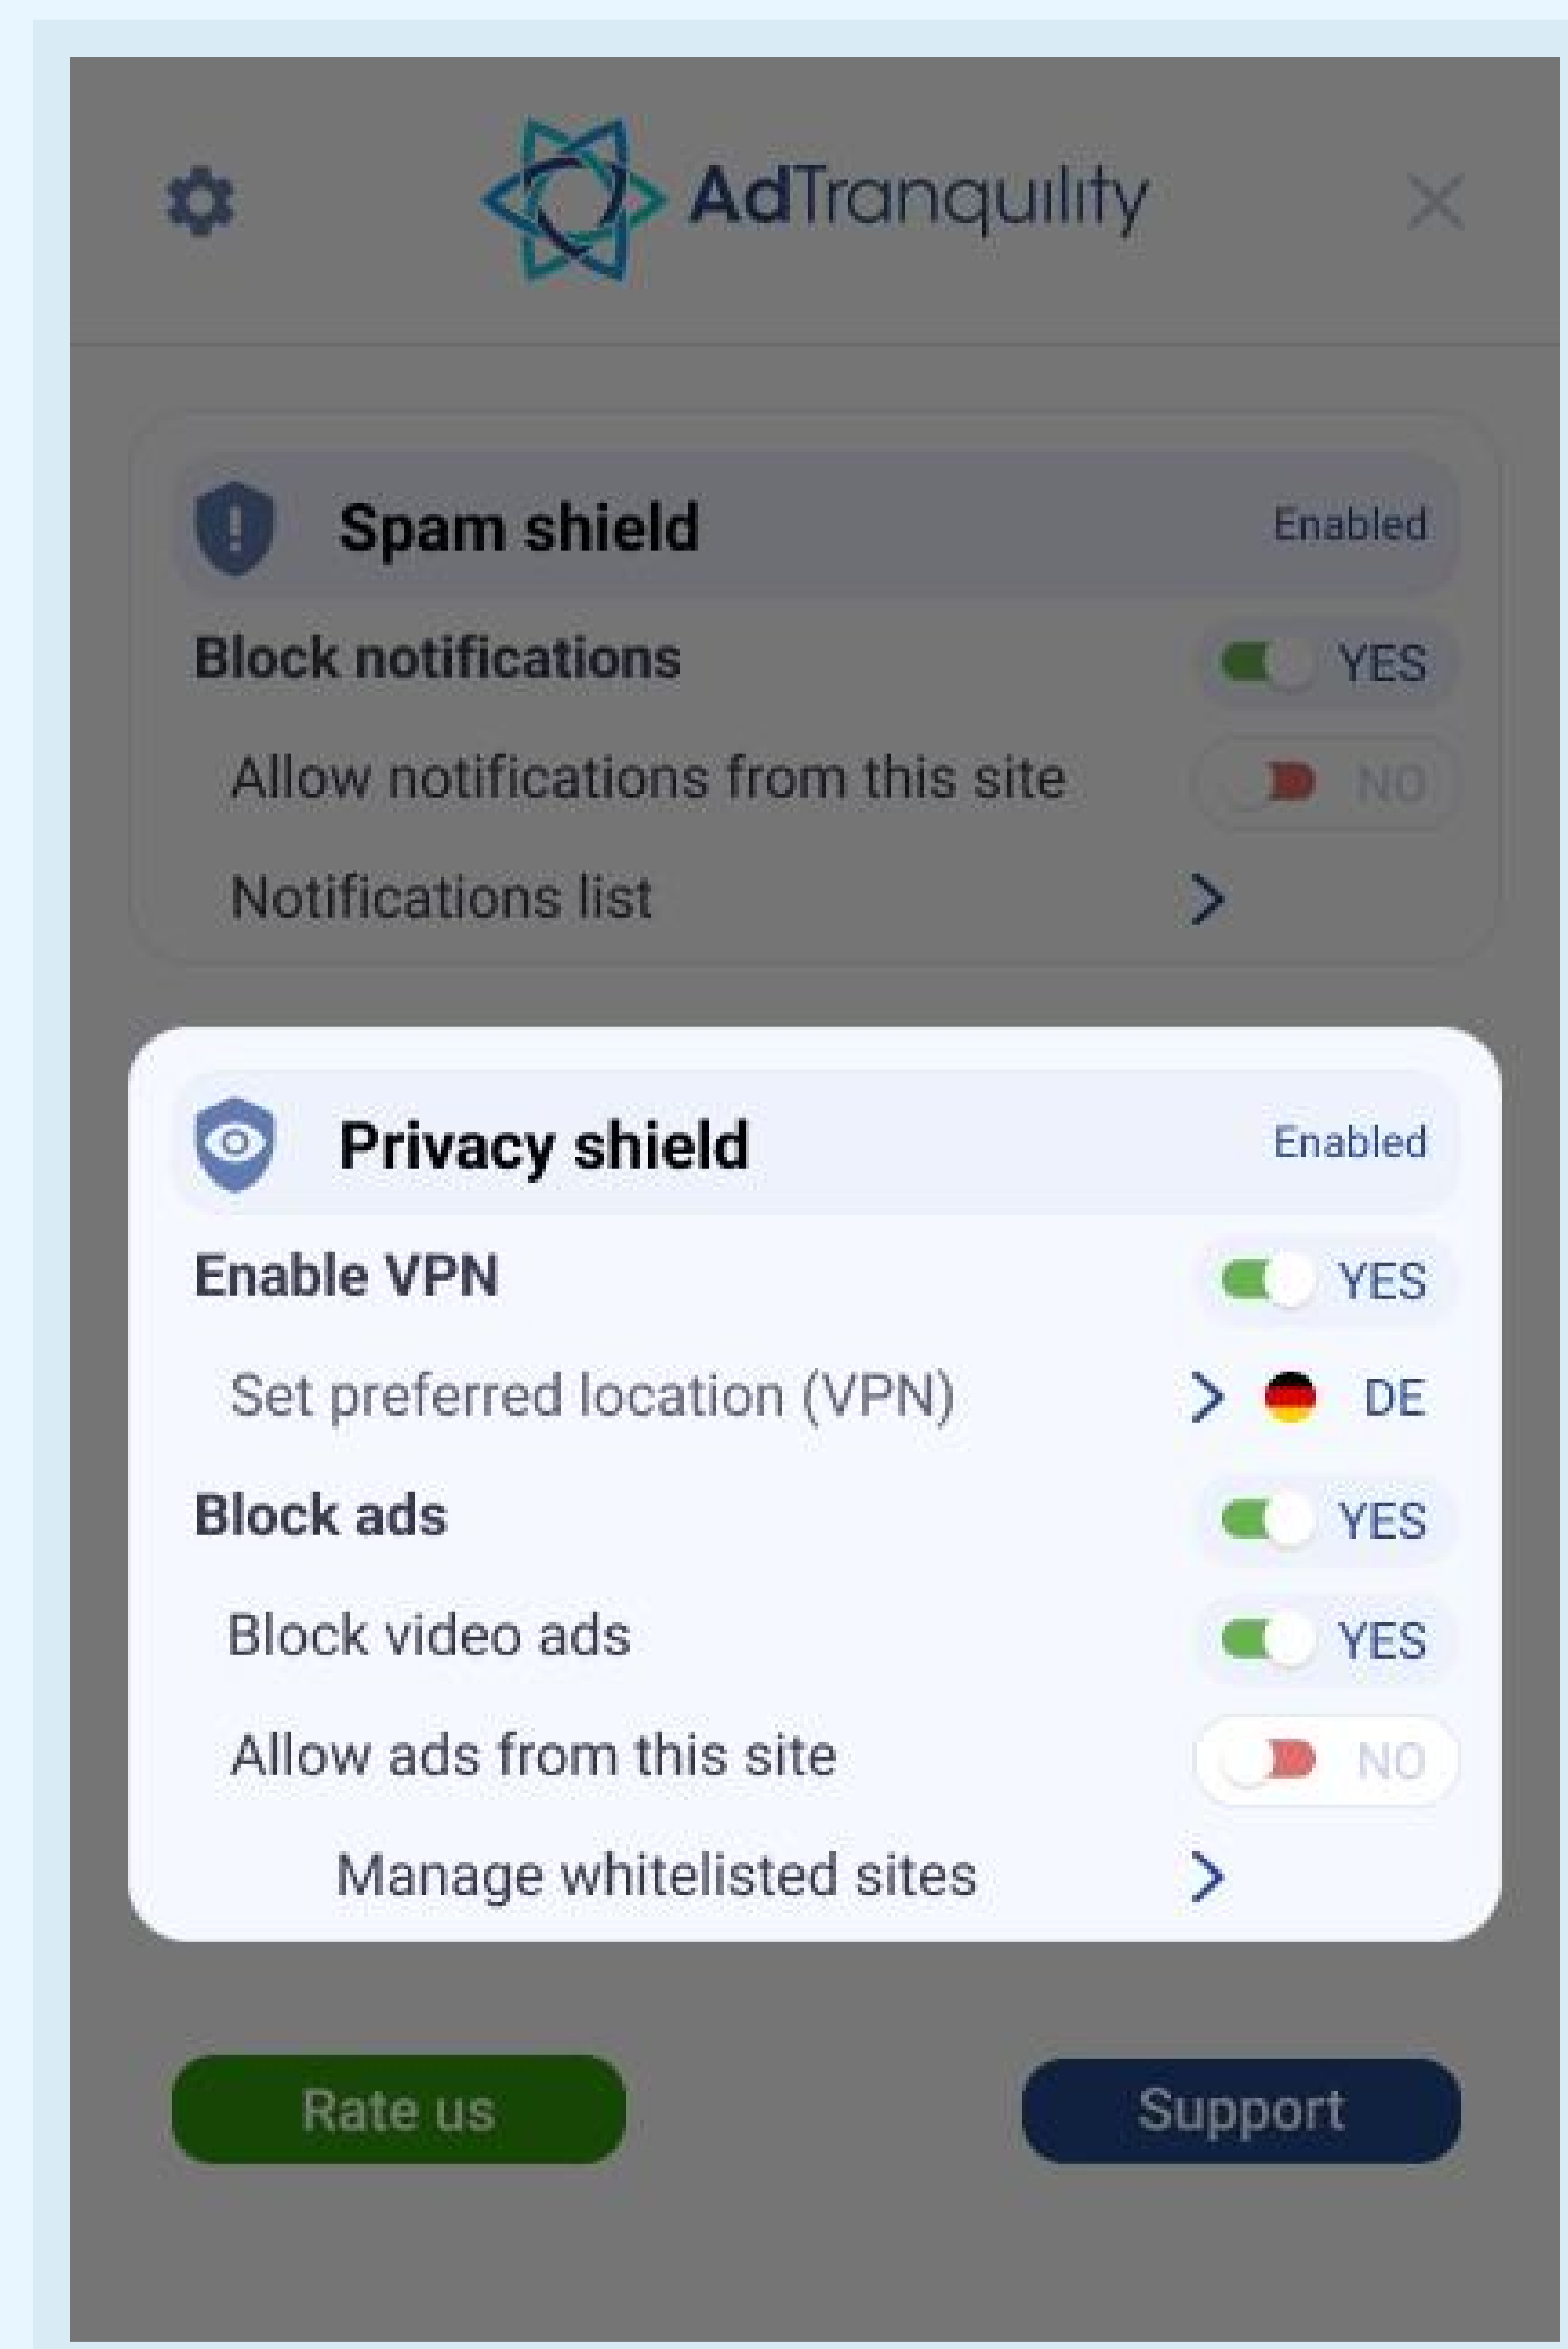 AdTranquility
Spam shield Enabled
Block notifications YES
Allow notifications from this site NO
Notifications list
Privacy shield Enabled
Enable VPN YES
Set preferred location (VPN) DE
Block ads YES
Block video ads YES
Allow ads from this site NO
Manage whitelisted sites
Rate us Support